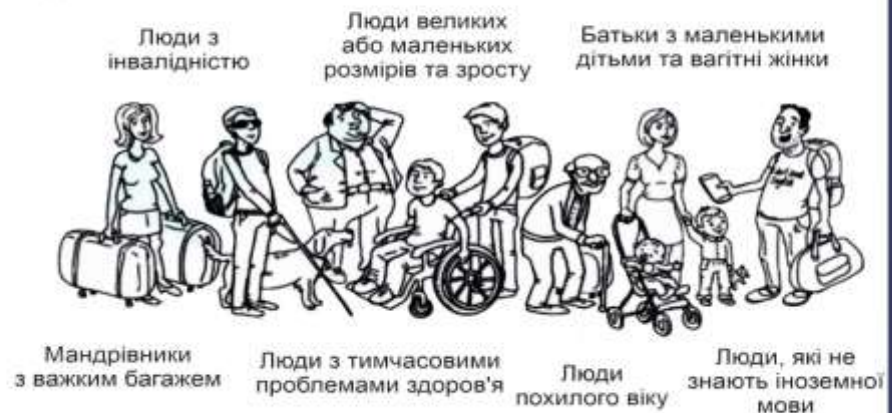 Люди з
інвалідністю
Люди великих
або маленьких
розмірів та зросту
Батьки з маленькими
дітьми та вагітні жінки
Мандрівники
з важким багажем
Люди з тимчасовими
проблемами здоров'я
Люди
похилого віку
Люди, які не
знають іноземної
мови